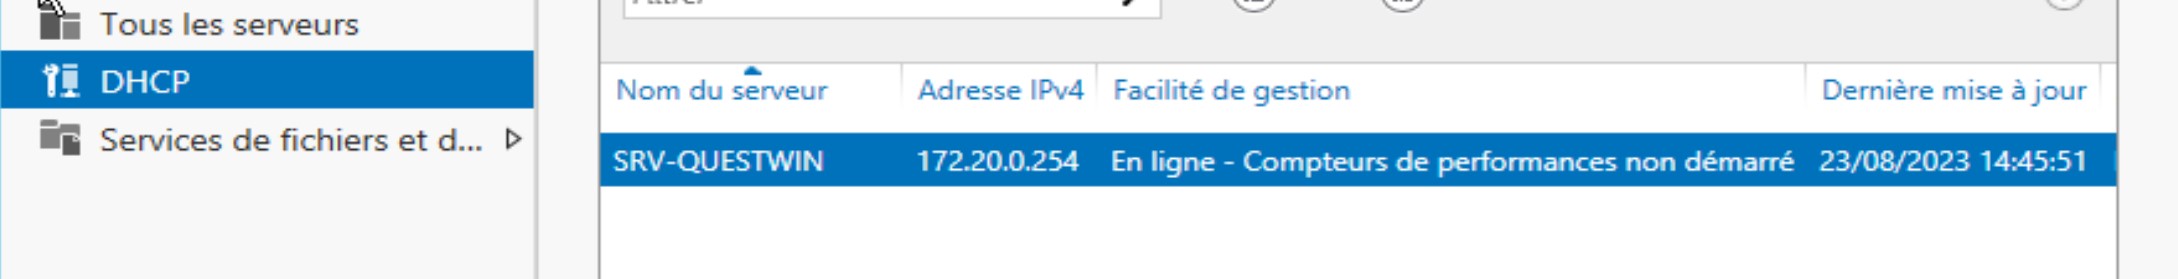 Tous les serveurs
DHCP
Services de fichiers et d...
Nom du serveur Adresse IPv4 Facilité de gestion Dernière mise à jour
SRV-QUESTWIN 172.20.0.254 En ligne - Compteurs de performances non démarré 23/08/2023 14:45:51